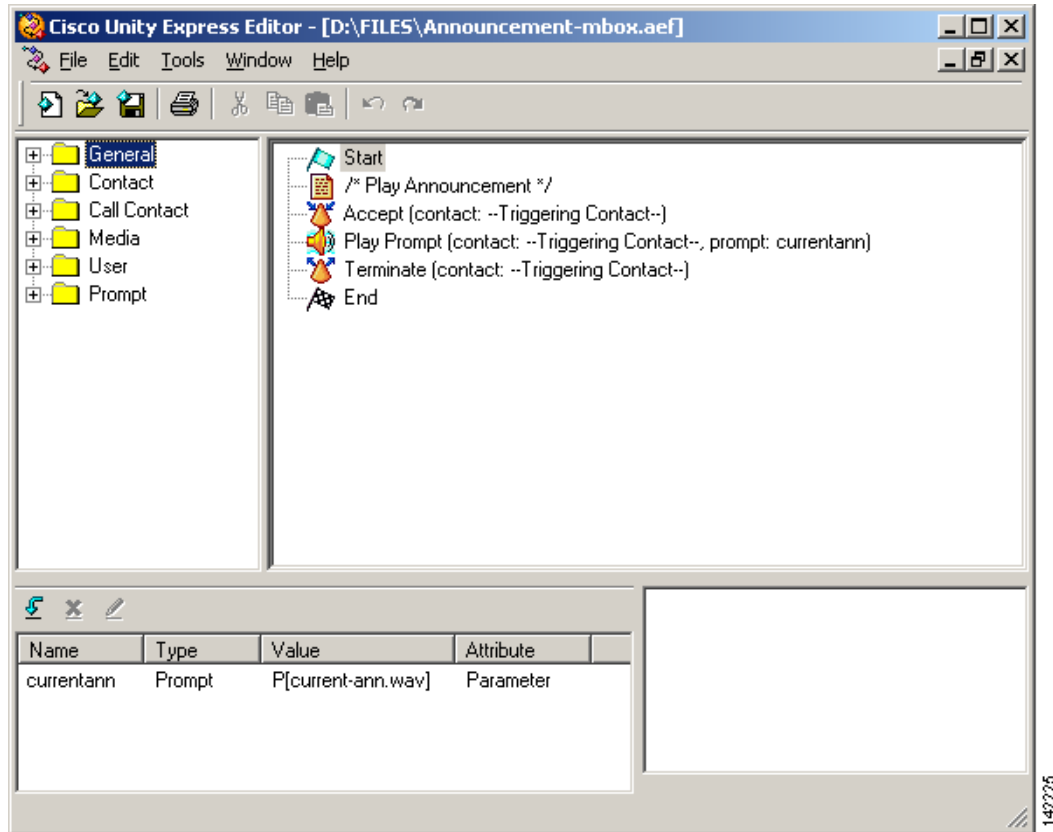 Cisco Unity Express Editor - [D:\FILES\Announcement-mbox.aef]
File Edit Tools Window Help
General
Contact
Call Contact
Media
User
Prompt
Start
/* Play Announcement */
Accept (contact: --Triggering Contact--)
Play Prompt (contact: --Triggering Contact--, prompt: currentann)
Terminate (contact: --Triggering Contact--)
End
Name Type Value Attribute
currentann Prompt P[current-ann.wav] Parameter
142225